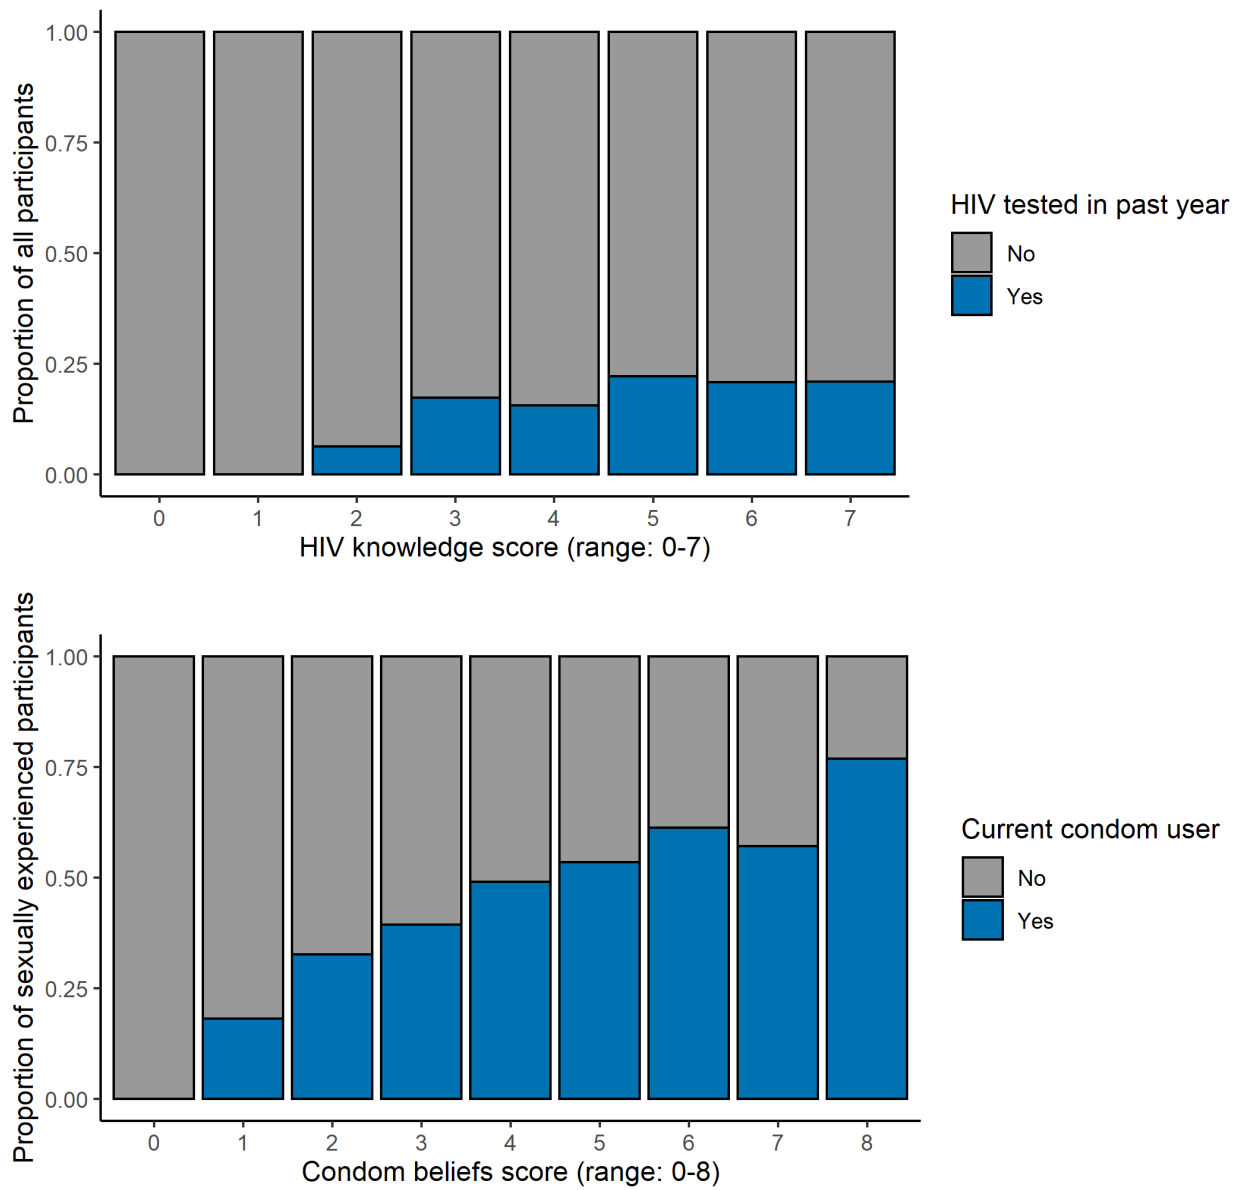 Proportion of all participants
1.00
0.75
0.50
0.25
0.00
0 1 2 3 4 5 6 7
HIV knowledge score (range: 0-7)
HIV tested in past year
No
Yes
Proportion of sexually experienced participants
1.00
0.75
0.50
0.25
0.00
0 1 2 3 4 5 6 7 8
Condom beliefs score (range: 0-8)
Current condom user
No
Yes